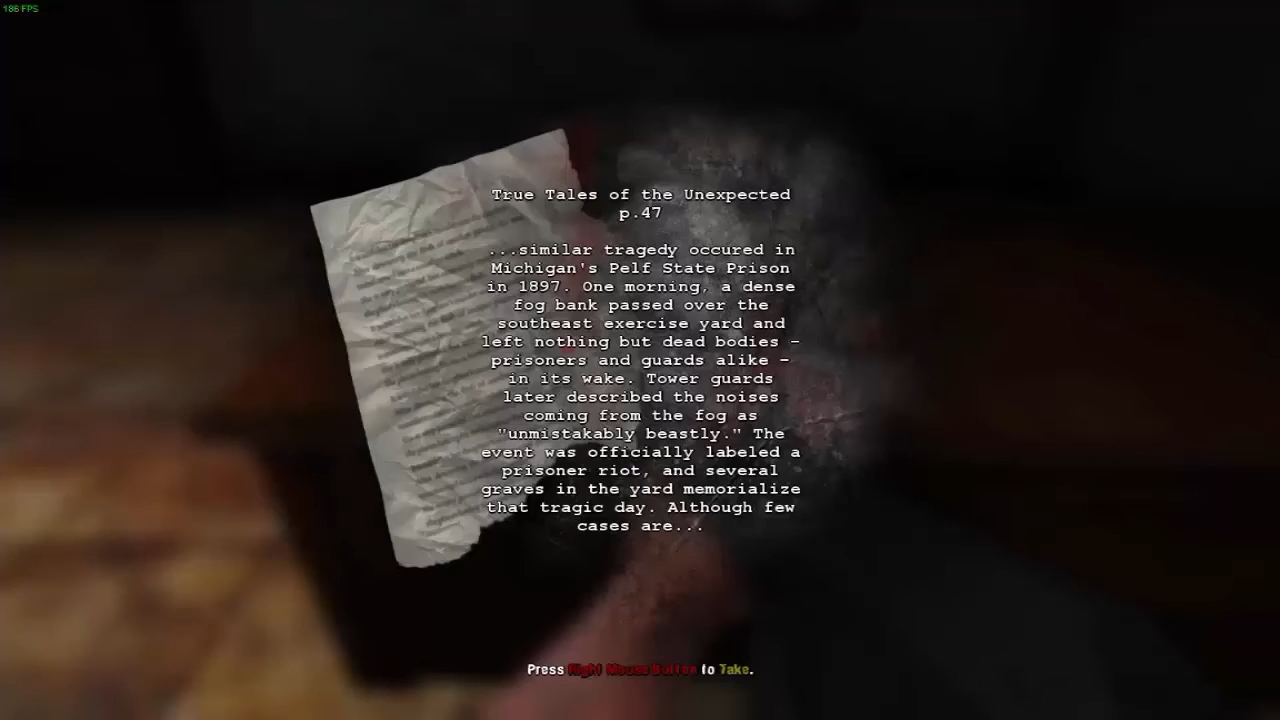 186 FPS
True Tales of the Unexpected
p.47
...similar tragedy occured in
Michigan's Pelf State Prison
in 1897. One morning, a dense
fog bank passed over the
southeast exercise yard and
left nothing but dead bodies -
prisoners and guards alike -
in its wake. Tower guards
later described the noises
coming from the fog as
"unmistakably beastly." The
event was officially labeled a
prisoner riot, and several
graves in the yard memorialize
that tragic day. Although few
cases are...
Press Right Mouse Button to Take.